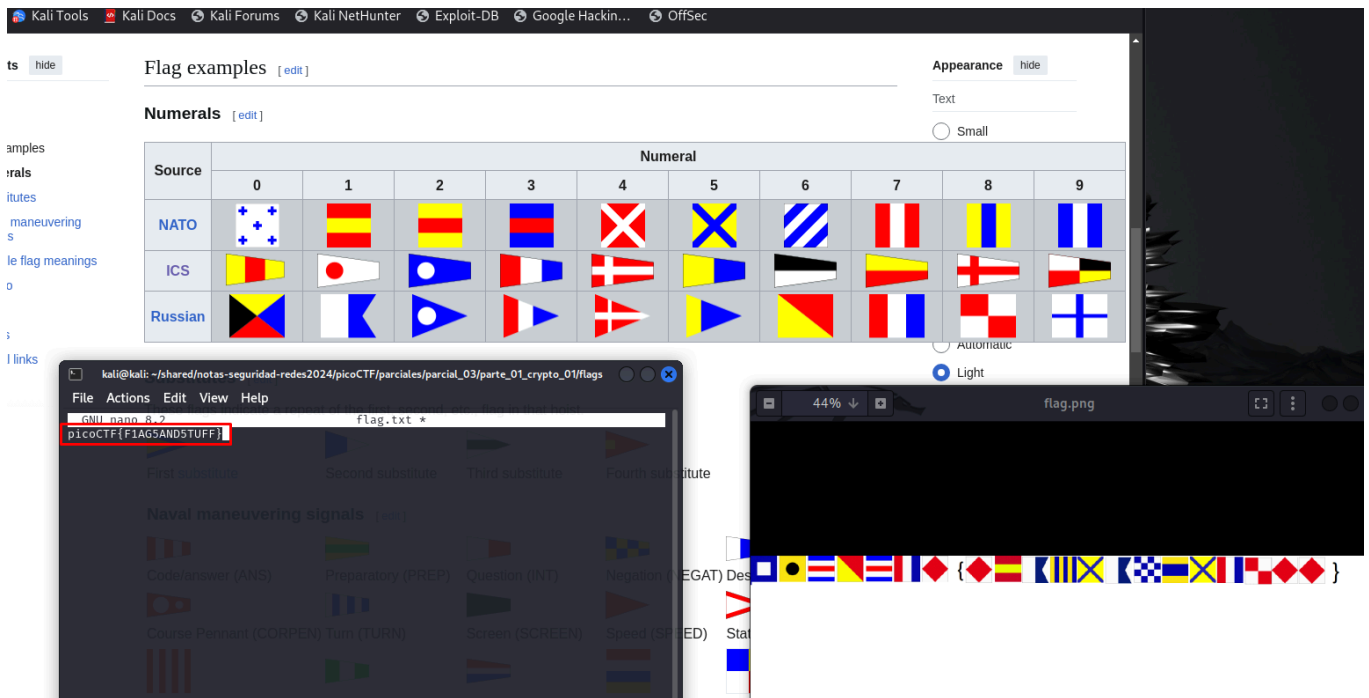 Kali Tools Kali Docs Kali Forums Kali NetHunter Exploit-DB Google Hackin... OffSec
ts hide
Flag examples [ edit ]
Appearance hide
Text
Numerals [ edit ]
Small
amples
erals
itutes
maneuvering
s
le flag meanings
o
s
l links
Source Numeral
0 1 2 3 4 5 6 7 8 9
NATO
ICS
Russian
Automatic
Light
kali@kali: ~/shared/notas-seguridad-redes2024/picoCTF/parciales/parcial_03/parte_01_crypto_01/flags
File Actions Edit View Help
GNU nano 8.2 flag.txt *
picoCTF{F1AG5AND5TUFF}
First substitute Second substitute Third substitute Fourth substitute
Naval maneuvering signals [ edit ]
Code/answer (ANS) Preparatory (PREP) Question (INT) Negation (NEGAT) Des
Course Pennant (CORPEN) Turn (TURN) Screen (SCREEN) Speed (SPEED) Stat
44% flag.png
{ }